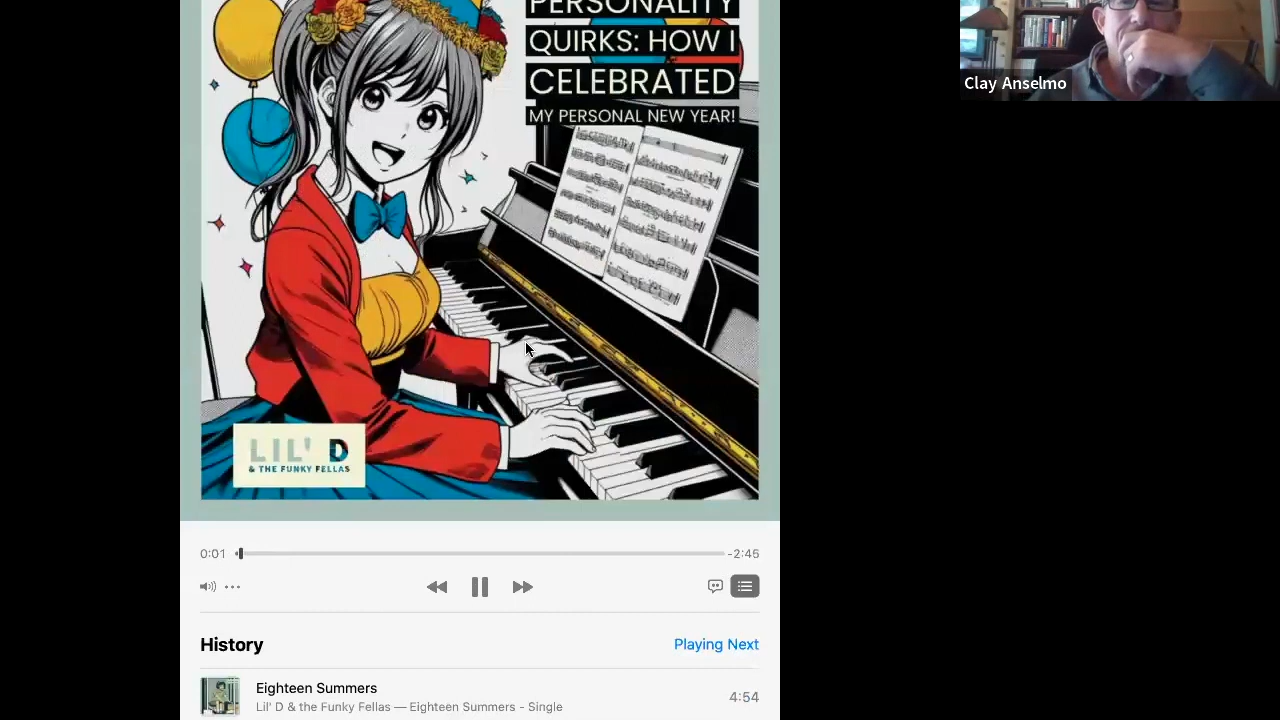 PERSONALITY
QUIRKS: HOW I
CELEBRATED
MY PERSONAL NEW YEAR!
Clay Anselmo
LIL' D
& THE FUNKY FELLAS
0:01
-2:45
History
Playing Next
Eighteen Summers
4:54
Lil' D & the Funky Fellas — Eighteen Summers - Single